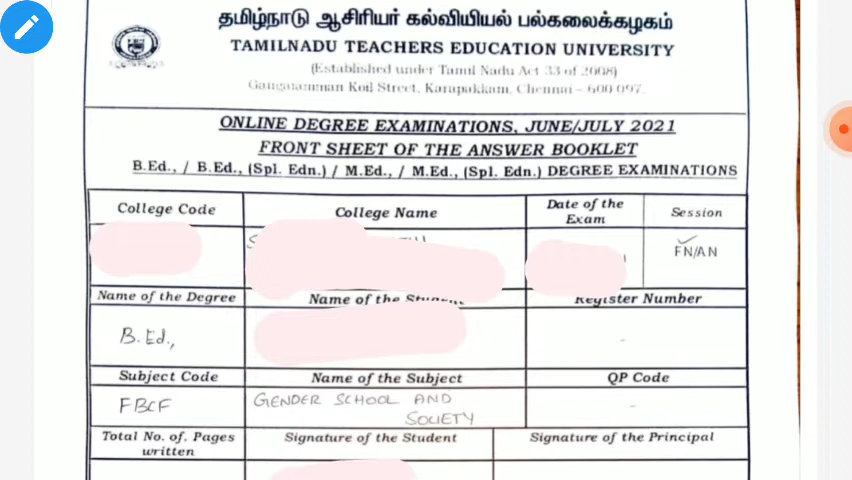 தமிழ்நாடு ஆசிரியர் கல்வியியல் பல்கலைக்கழகம்
TAMILNADU TEACHERS EDUCATION UNIVERSITY
(Established under Tamil Nadu Act 33 of 2008)
Gangaiamman Koil Street, Karapakkam, Chennai – 600 097.
ONLINE DEGREE EXAMINATIONS, JUNE/JULY 2021
FRONT SHEET OF THE ANSWER BOOKLET
B.Ed., / B.Ed., (Spl. Edn.) / M.Ed., / M.Ed., (Spl. Edn.) DEGREE EXAMINATIONS
College Code College Name Date of the Exam Session
FN/AN
Name of the Degree Name of the Student Register Number
B.Ed., -
Subject Code Name of the Subject QP Code
FBCF GENDER SCHOOL AND SOCIETY -
Total No. of. Pages written Signature of the Student Signature of the Principal